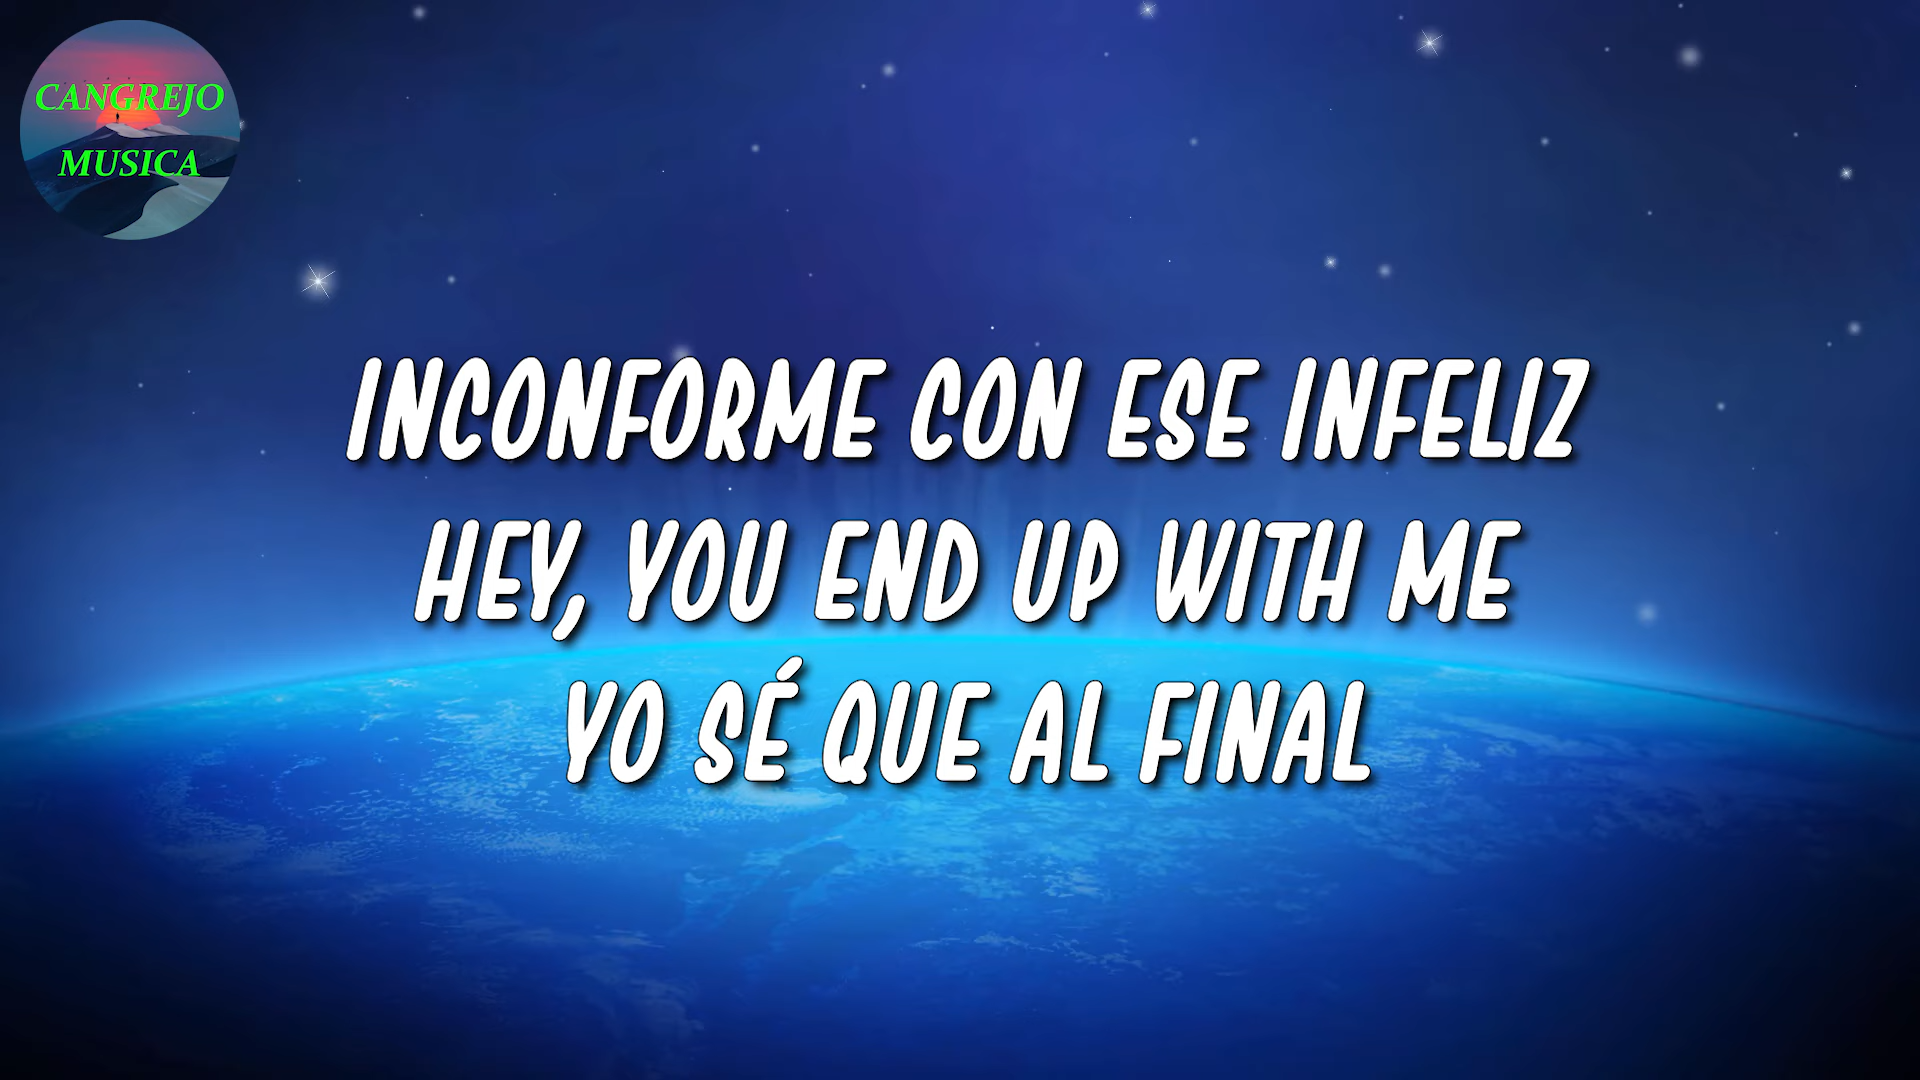 CANGREJO
MUSICA
INCONFORME CON ESE INFELIZ
HEY, YOU END UP WITH ME
YO SÉ QUE AL FINAL